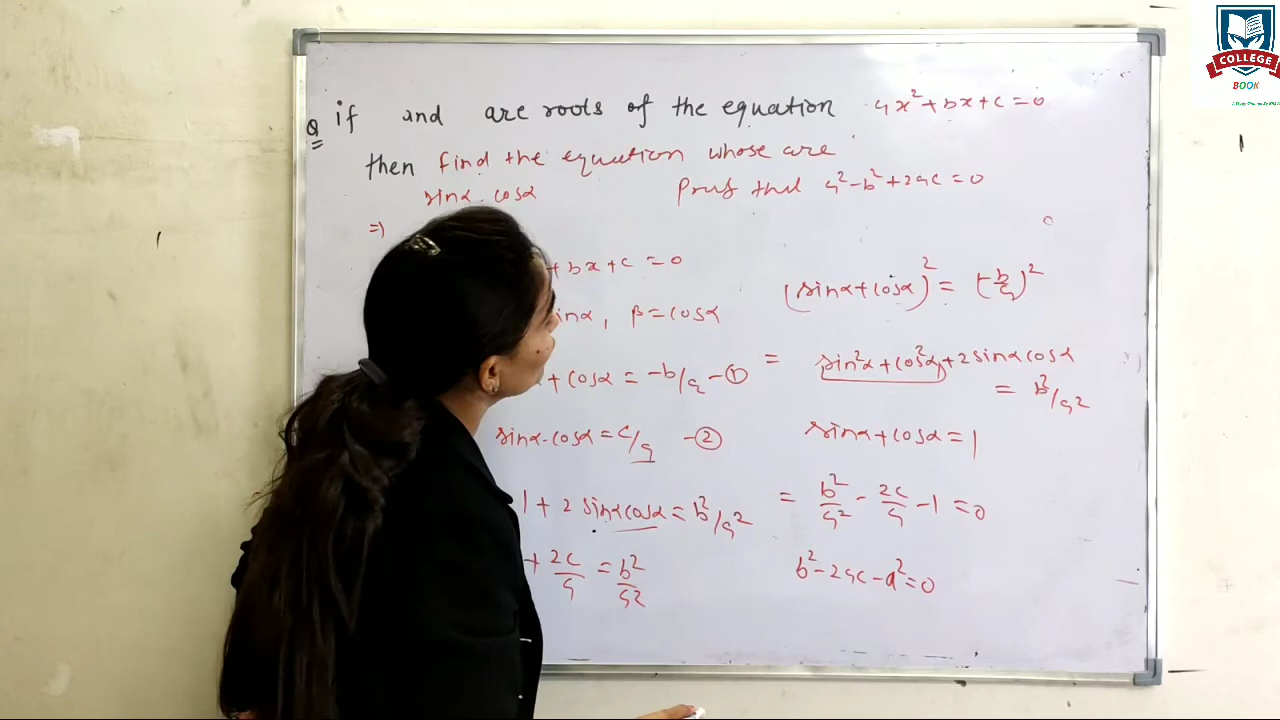 COLLEGE
BOOK
Q if and are roots of the equation ax²+bx+c=0
then find the equation whose are
sinα . cosα Prove that a²-b²+2ac=0
⇒
+bx+c=0
inα, β=cosα
+cosα = -b/a -①
sinα.cosα = c/a -②
1+2 sinαcosα = b²/a²
+ 2c/a = b²/a²
(sinα+cosα)² = (-b/a)²
= sin²α+cos²α+2sinαcosα
= b²/a²
sinα+cosα=1
= b²/a² - 2c/a -1 =0
b²-2ac-a²=0